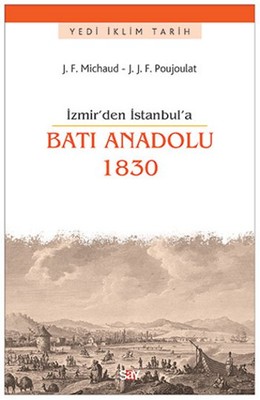 YEDİ İKLİM TARİH
J. F. Michaud - J. J. F. Poujoulat
İzmir'den İstanbul'a
BATI ANADOLU
1830
Say